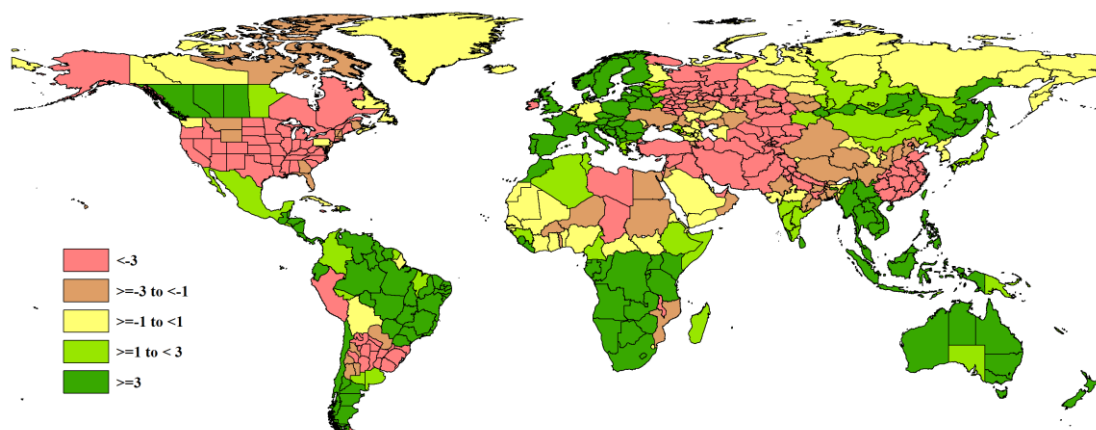 <-3
>=-3 to <-1
>=-1 to <1
>=1 to < 3
>=3